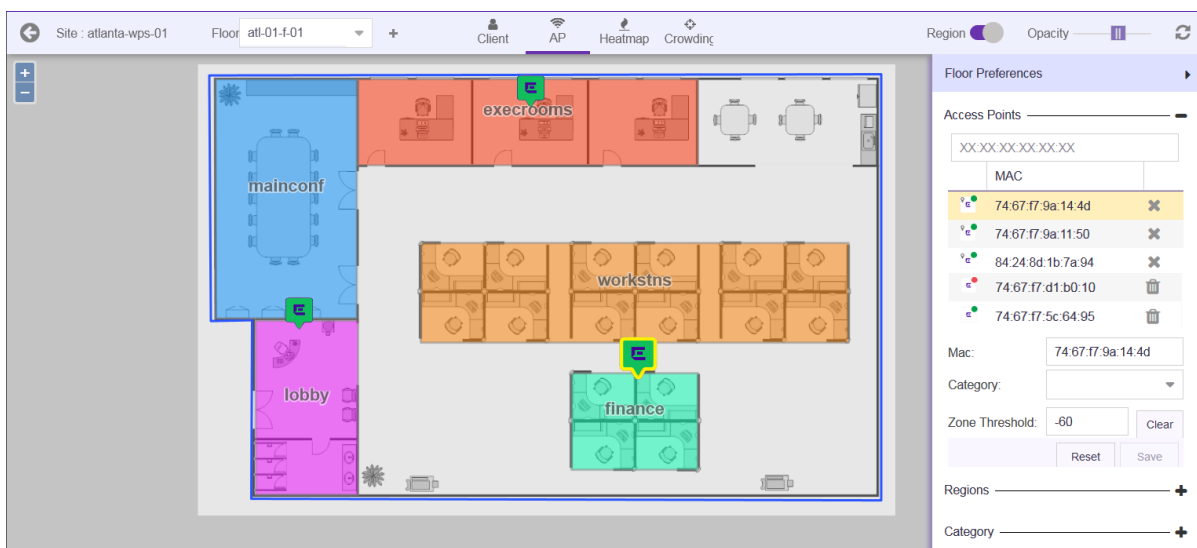 Site : atlanta-wps-01
Floor atl-01-f-01
+
Client
AP
Heatmap
Crowding
Region
Opacity
+
−
execrooms
mainconf
workstns
lobby
finance
Floor Preferences
Access Points
XX:XX:XX:XX:XX:XX
MAC
74:67:f7:9a:14:4d
74:67:f7:9a:11:50
84:24:8d:1b:7a:94
74:67:f7:d1:b0:10
74:67:f7:5c:64:95
Mac: 74:67:f7:9a:14:4d
Category:
Zone Threshold: -60 Clear
Reset Save
Regions
Category